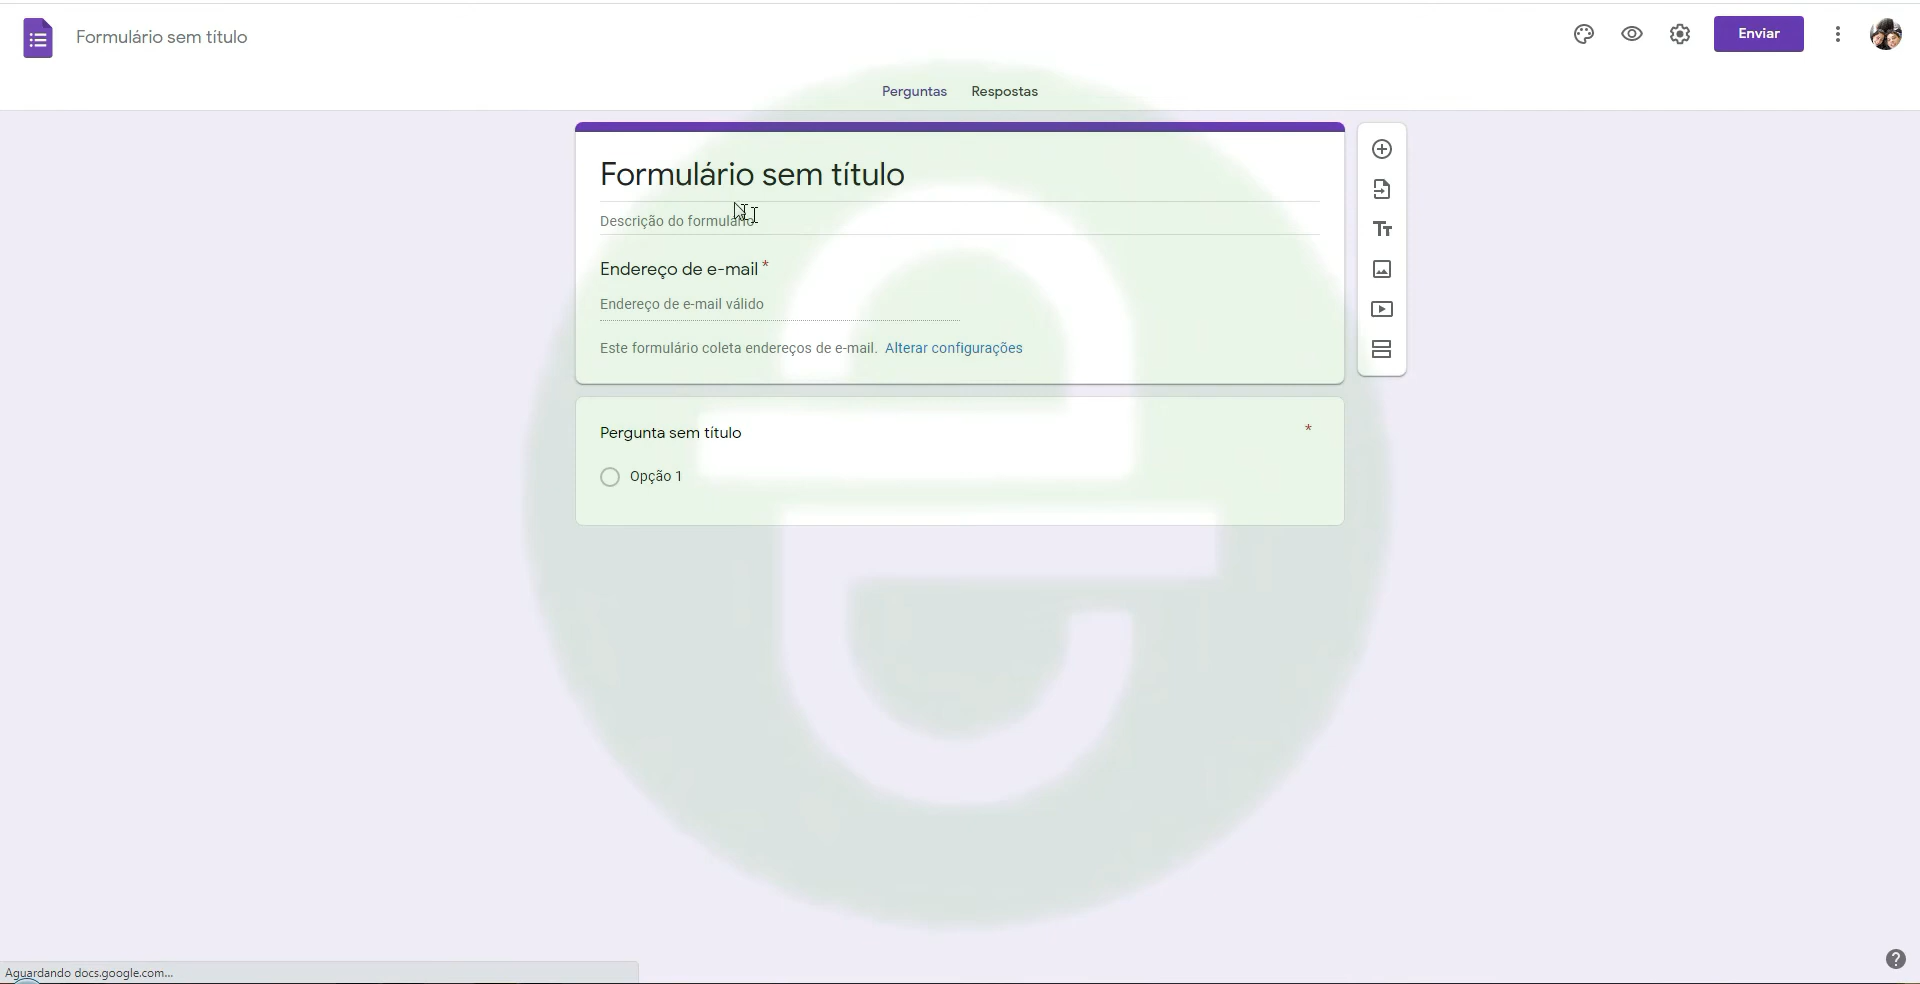 Formulário sem título
Enviar
Perguntas Respostas
Formulário sem título
Descrição do formulário
Endereço de e-mail *
Endereço de e-mail válido
Este formulário coleta endereços de e-mail. Alterar configurações
Pergunta sem título *
Opção 1
Aguardando docs.google.com...